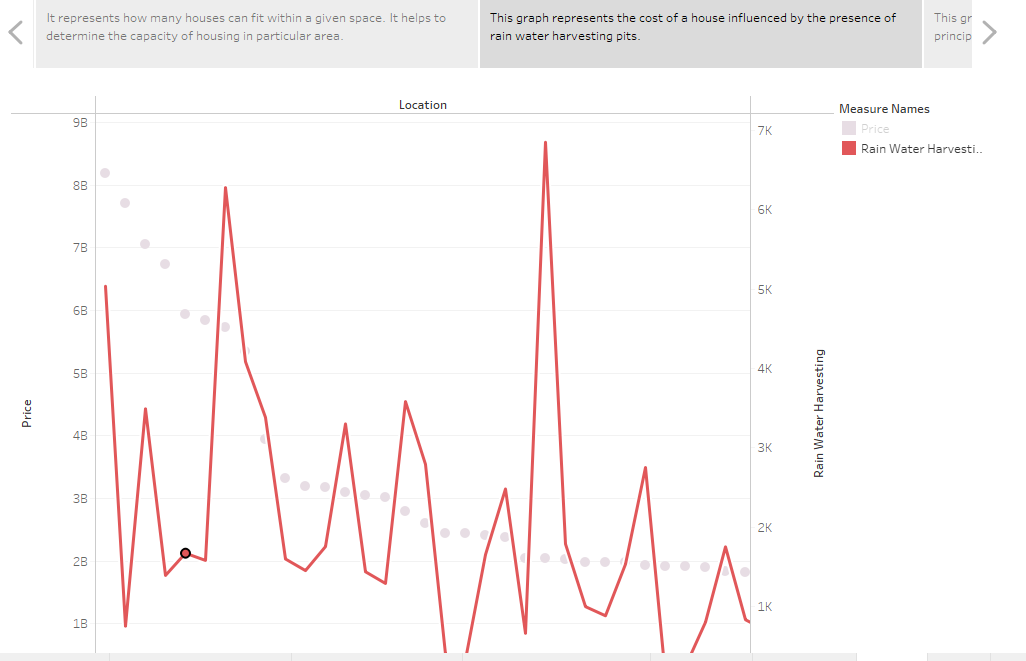 It represents how many houses can fit within a given space. It helps to
determine the capacity of housing in particular area.
This graph represents the cost of a house influenced by the presence of
rain water harvesting pits.
This gr
princip
Location
Measure Names
Price
Rain Water Harvesti..
9B
8B
7B
6B
5B
4B
3B
2B
1B
Price
7K
6K
5K
4K
3K
2K
1K
Rain Water Harvesting